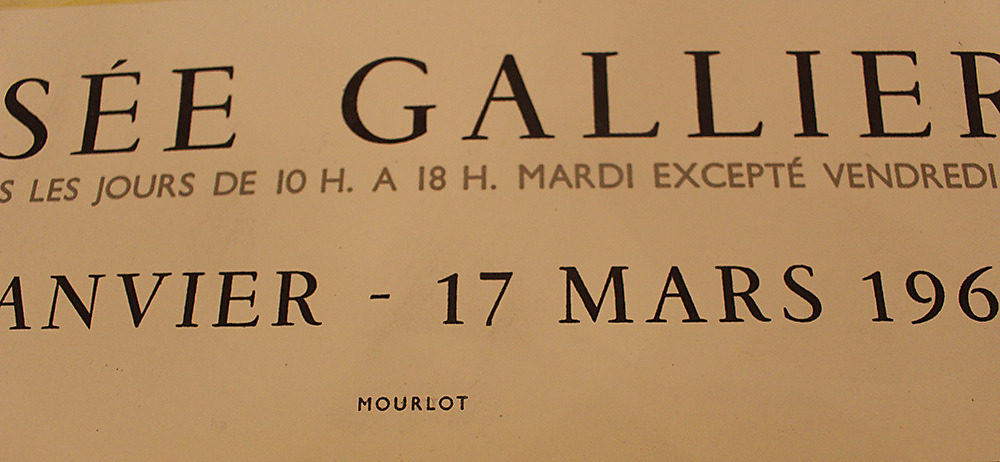 SÉE GALLIER
S LES JOURS DE 10 H. A 18 H. MARDI EXCEPTÉ VENDREDI
ANVIER - 17 MARS 196
MOURLOT